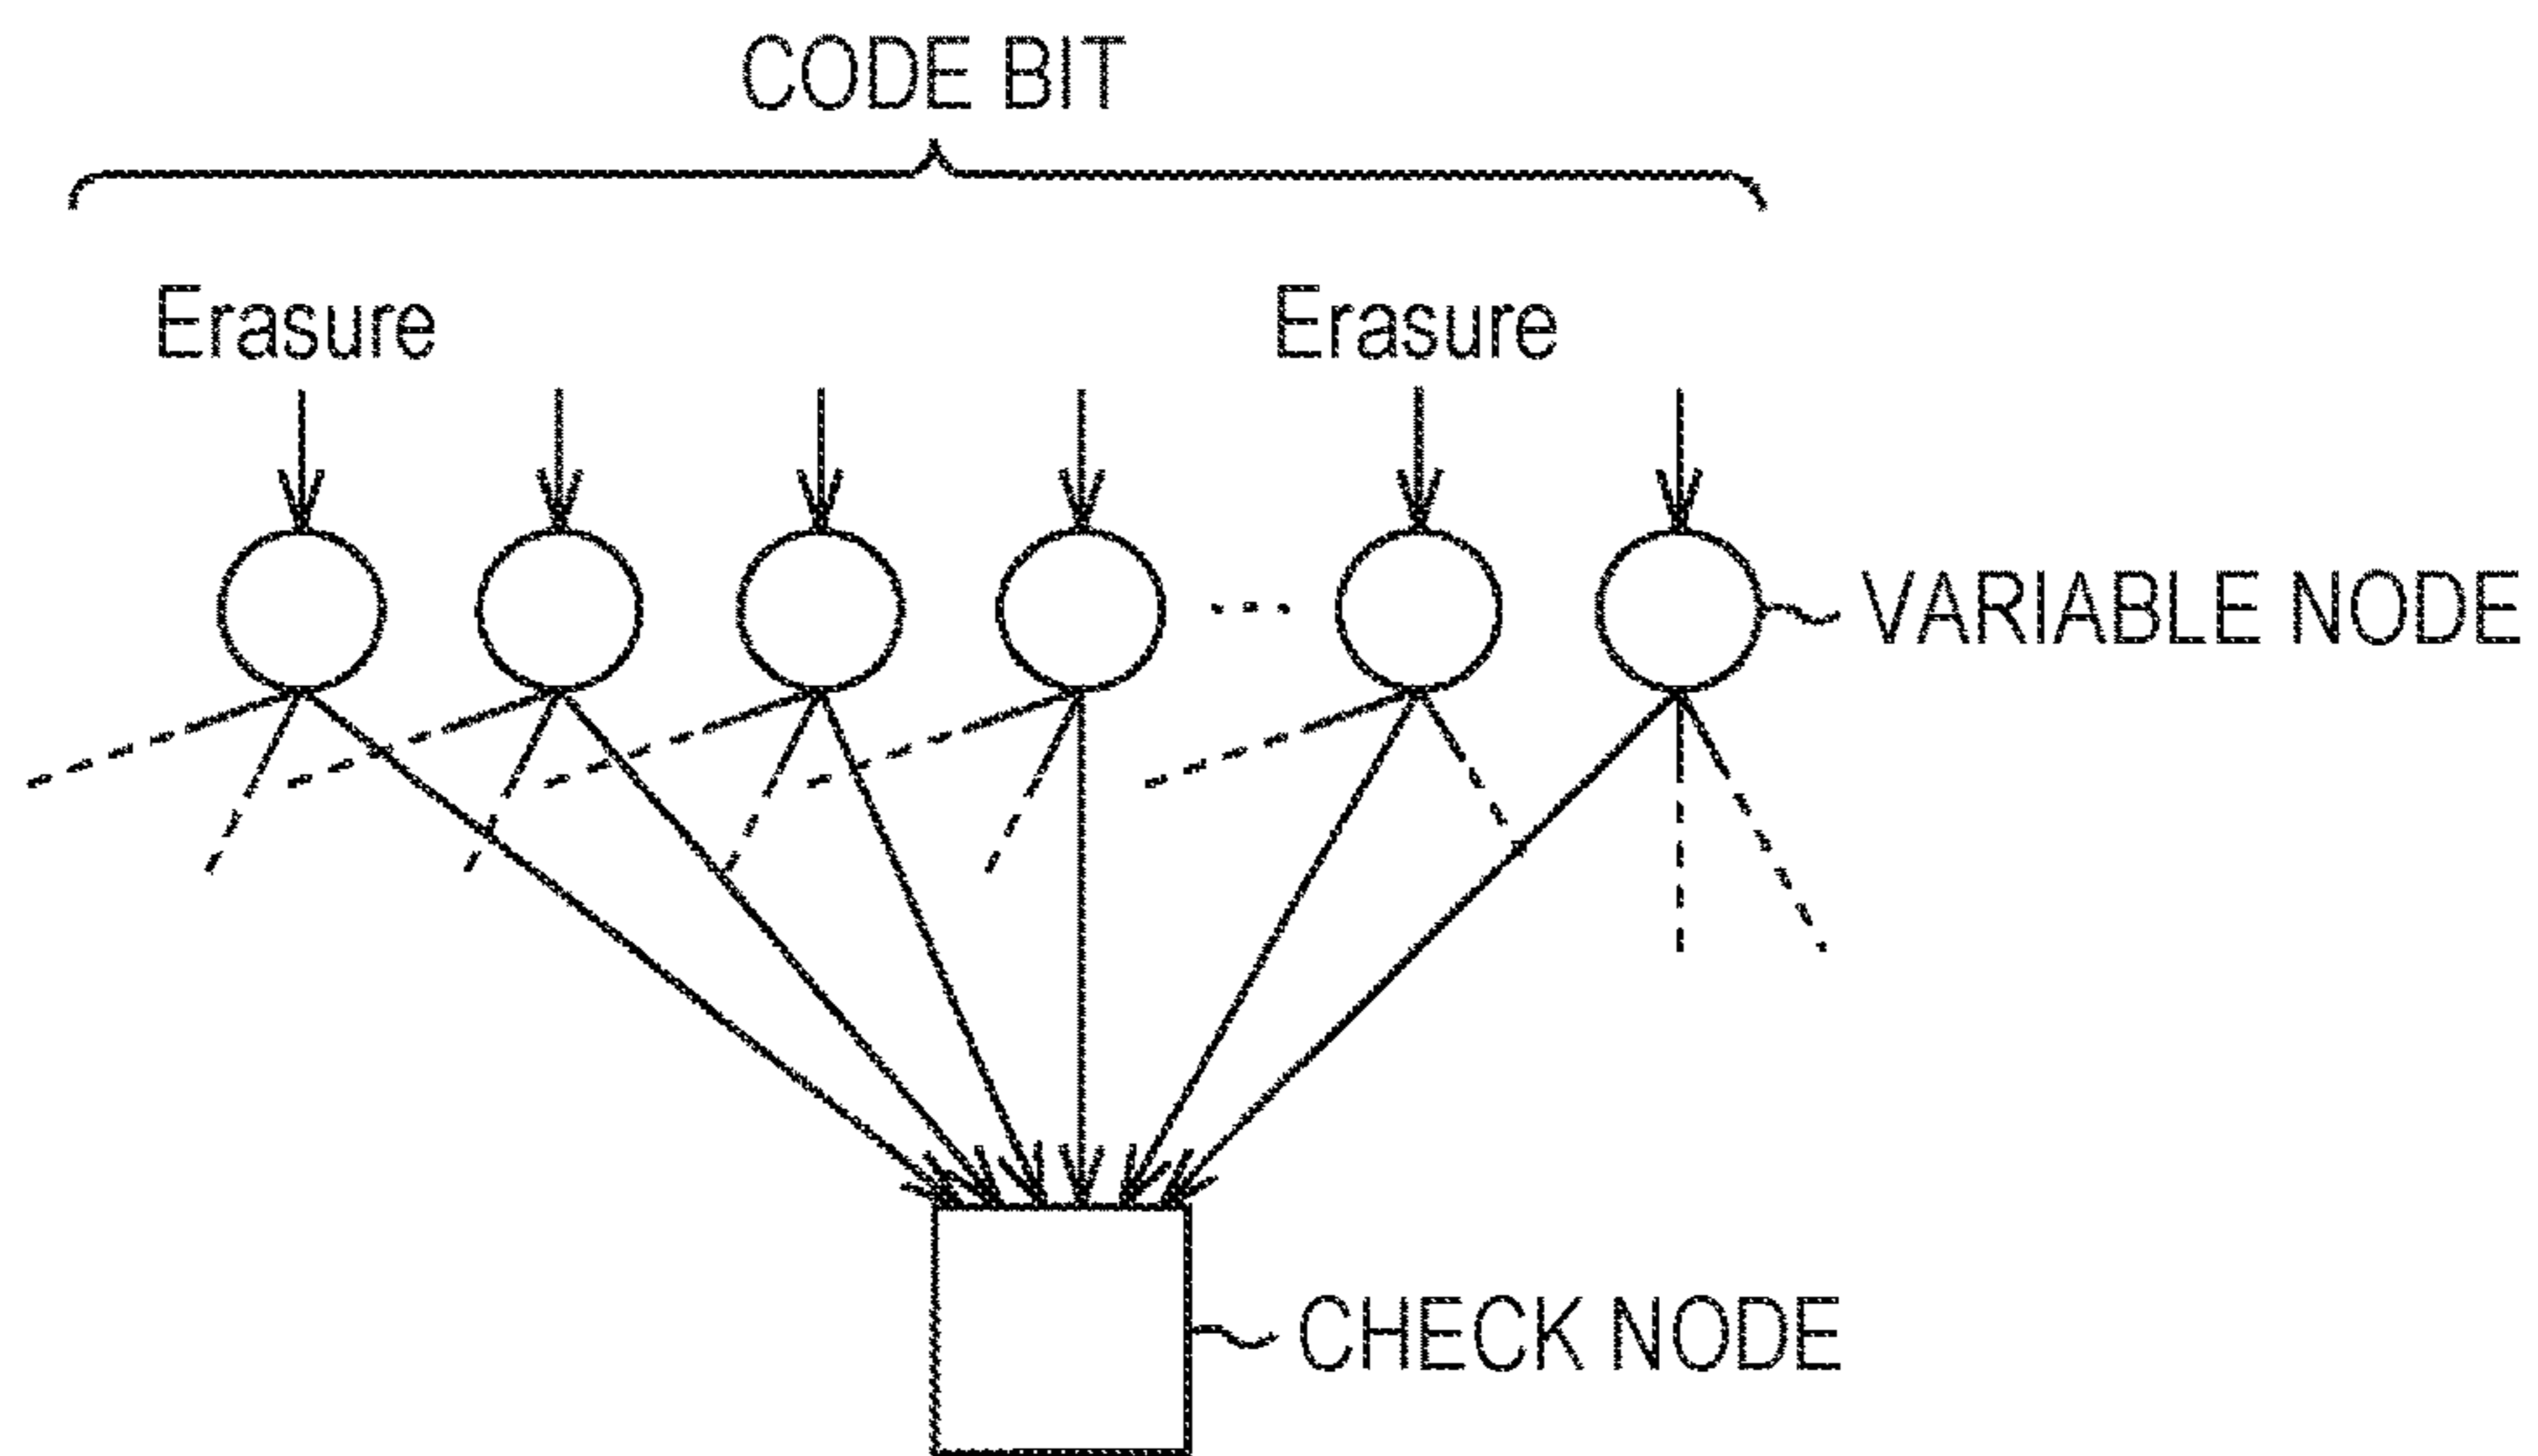 CODE BIT
Erasure Erasure
...
VARIABLE NODE
CHECK NODE